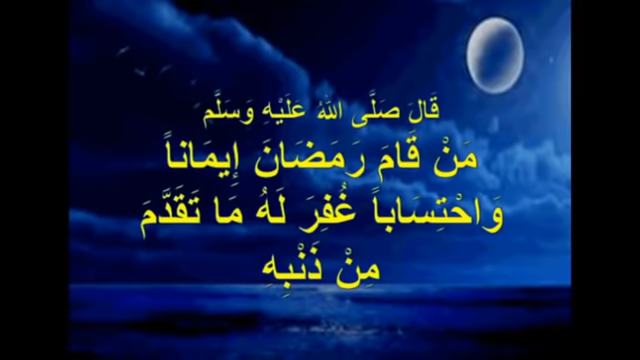 قَالَ صَلَّى اللهُ عَلَيْهِ وَسَلَّم
مَنْ قَامَ رَمَضَانَ إِيمَاناً
وَاحْتِسَاباً غُفِرَ لَهُ مَا تَقَدَّمَ
مِنْ ذَنْبِهِ